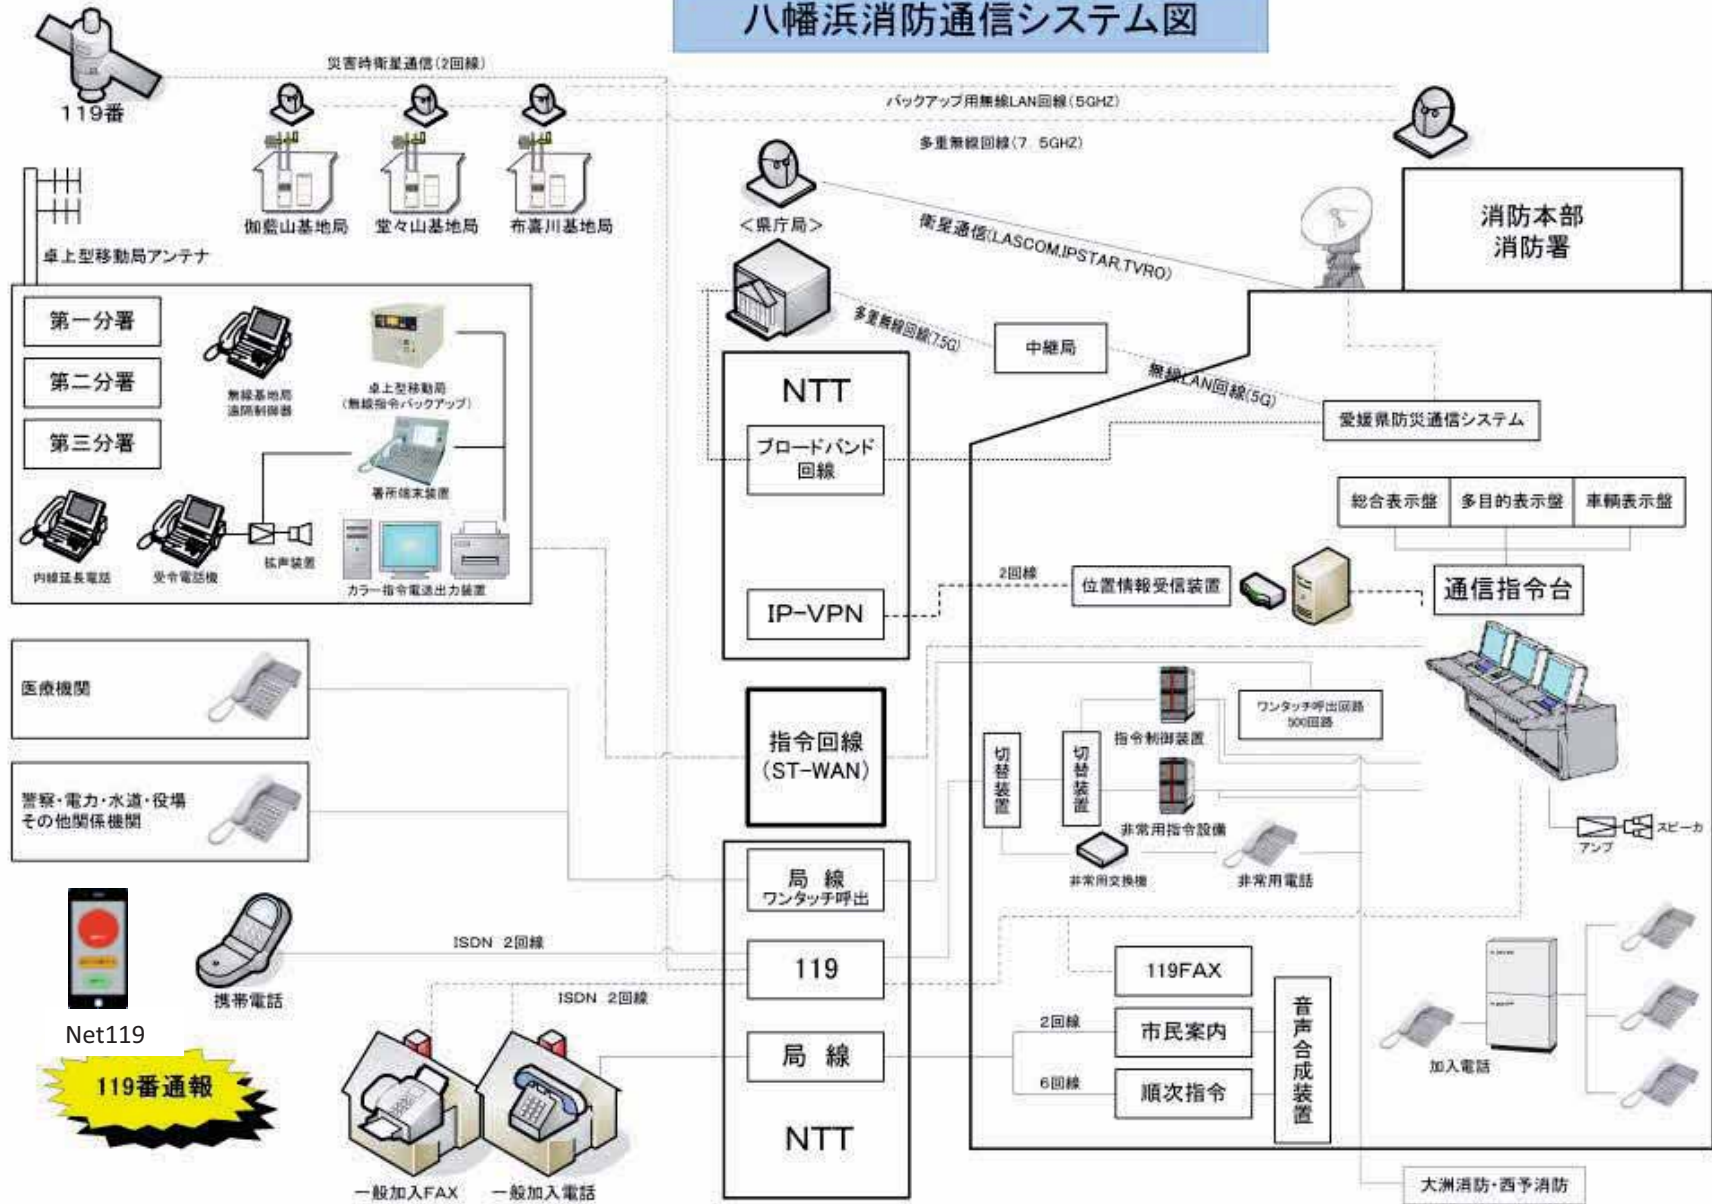 八幡浜消防通信システム図
災害時衛星通信(2回線)
119番
バックアップ用無線LAN回線(5GHZ)
多重無線回線(7 5GHZ)
伽藍山基地局
堂々山基地局
布喜川基地局
<県庁局>
衛星通信(LASCOM,IPSTAR,TVRO)
消防本部
消防署
卓上型移動局アンテナ
第一分署
第二分署
第三分署
無線基地局
遠隔制御器
卓上型移動局
(無線指令バックアップ)
署所端末装置
内線延長電話
受令電話機
拡声装置
カラー指令電送出力装置
多重無線回線(7.5G)
中継局
無線LAN回線(5G)
愛媛県防災通信システム
NTT
ブロードバンド
回線
IP-VPN
2回線
位置情報受信装置
総合表示盤
多目的表示盤
車輌表示盤
通信指令台
医療機関
警察・電力・水道・役場
その他関係機関
指令回線
(ST-WAN)
切替装置
切替装置
指令制御装置
非常用指令設備
非常用交換機
非常用電話
ワンタッチ呼出回路
500回路
アンプ
スピーカ
局 線
ワンタッチ呼出
119
局 線
NTT
ISDN 2回線
ISDN 2回線
携帯電話
Net119
119番通報
一般加入FAX
一般加入電話
119FAX
2回線
市民案内
6回線
順次指令
音声合成装置
加入電話
大洲消防・西予消防